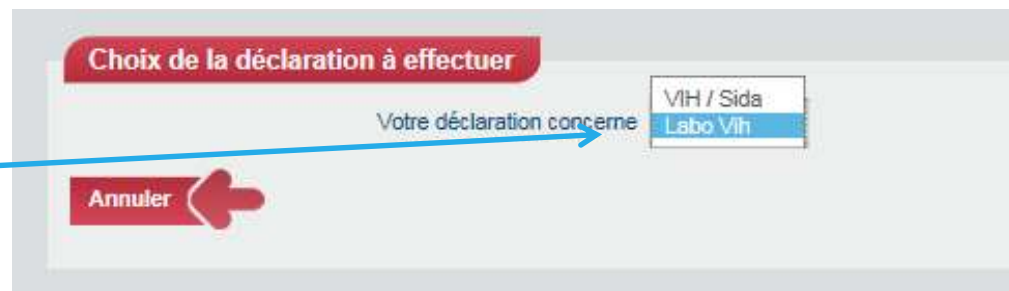 Choix de la déclaration à effectuer
VIH / Sida
Votre déclaration concerne Labo Vih
Annuler